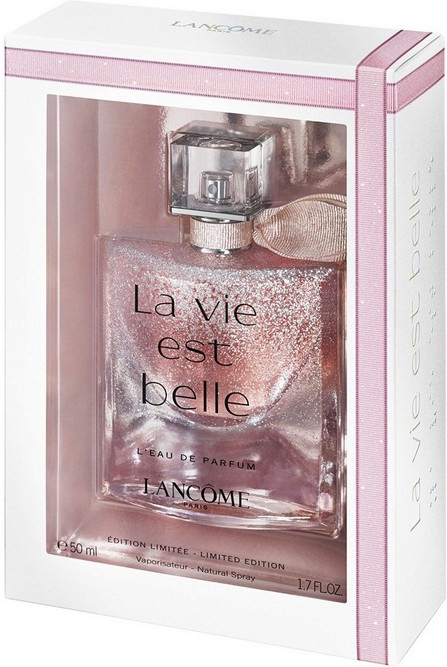 LANCÔME
La vie
est
belle
L'EAU DE PARFUM
LANCÔME
PARIS
ÉDITION LIMITÉE - LIMITED EDITION
℮ 50 ml
Vaporisateur - Natural Spray
1.7 FL.OZ
La vie est belle